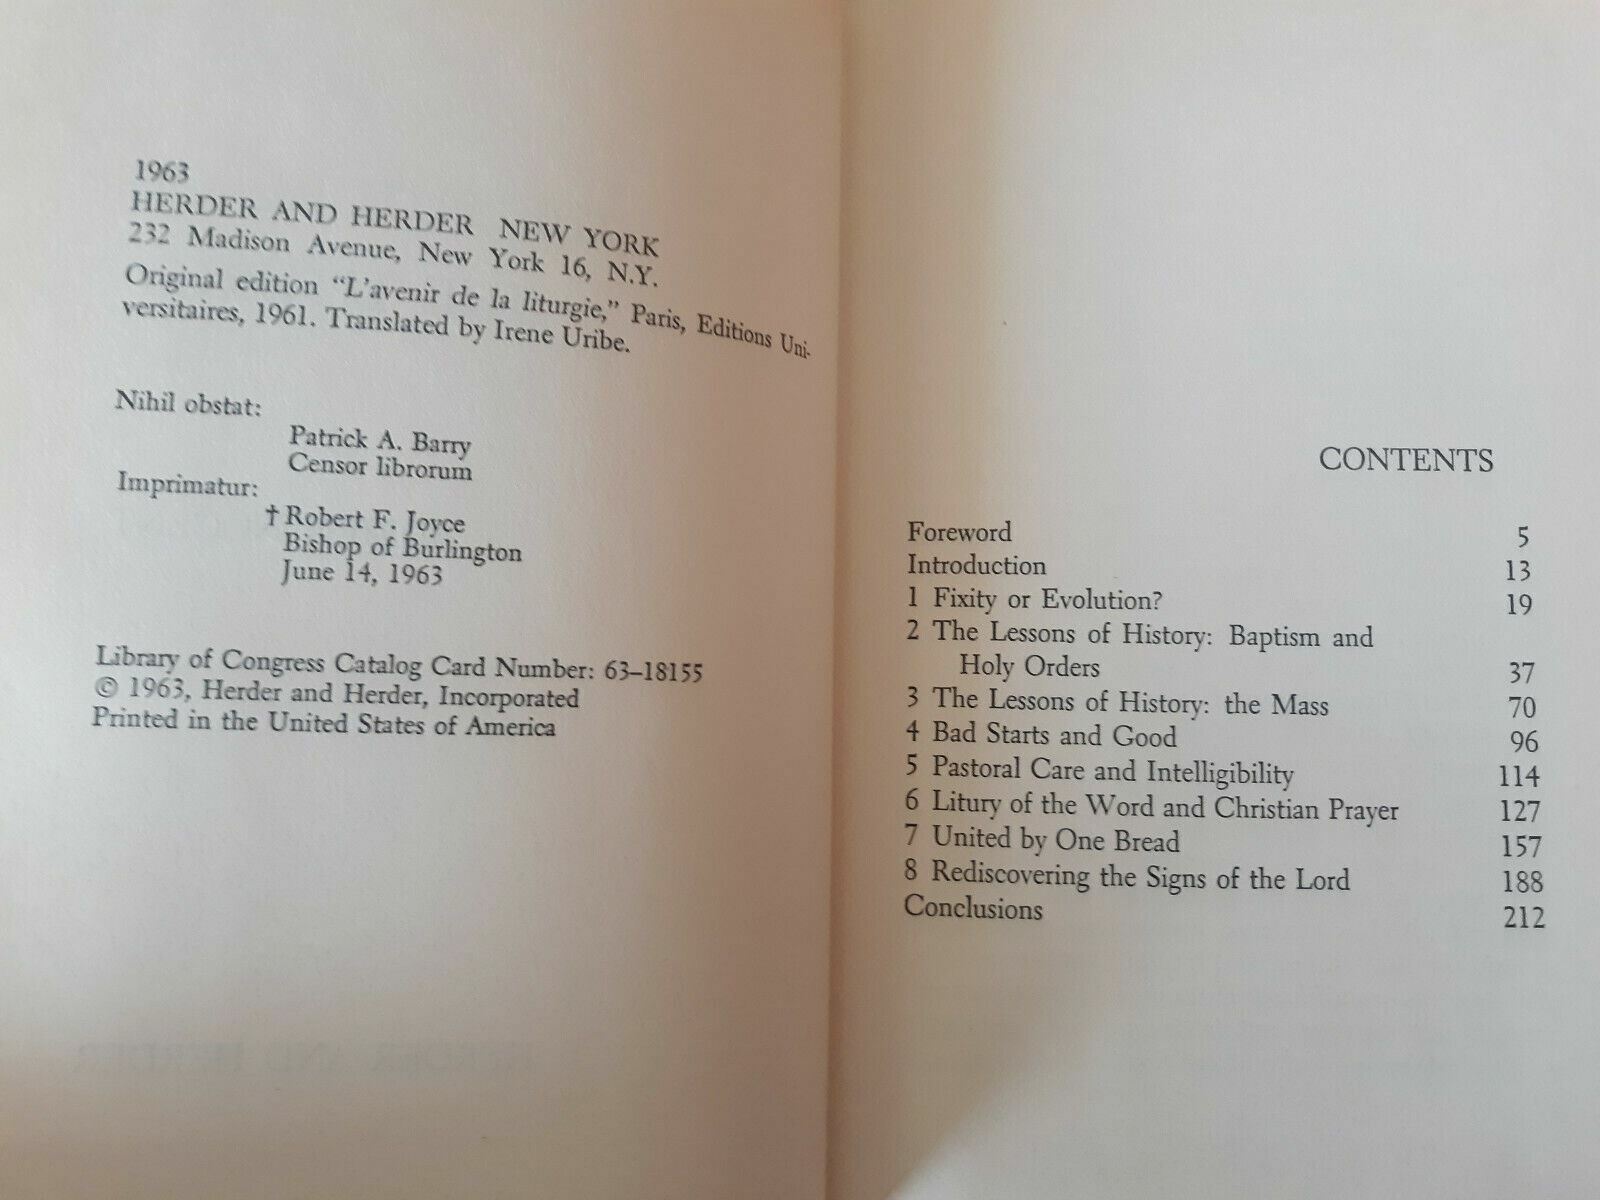 1963
HERDER AND HERDER NEW YORK
232 Madison Avenue, New York 16, N.Y.
Original edition “L’avenir de la liturgie,” Paris, Editions Uni-
versitaires, 1961. Translated by Irene Uribe.
Nihil obstat:
Patrick A. Barry
Censor librorum
Imprimatur:
† Robert F. Joyce
Bishop of Burlington
June 14, 1963
Library of Congress Catalog Card Number: 63–18155
© 1963, Herder and Herder, Incorporated
Printed in the United States of America
HERDER AND HERDER
CONTENTS
Foreword 5
Introduction 13
1 Fixity or Evolution? 19
2 The Lessons of History: Baptism and
Holy Orders 37
3 The Lessons of History: the Mass 70
4 Bad Starts and Good 96
5 Pastoral Care and Intelligibility 114
6 Litury of the Word and Christian Prayer 127
7 United by One Bread 157
8 Rediscovering the Signs of the Lord 188
Conclusions 212